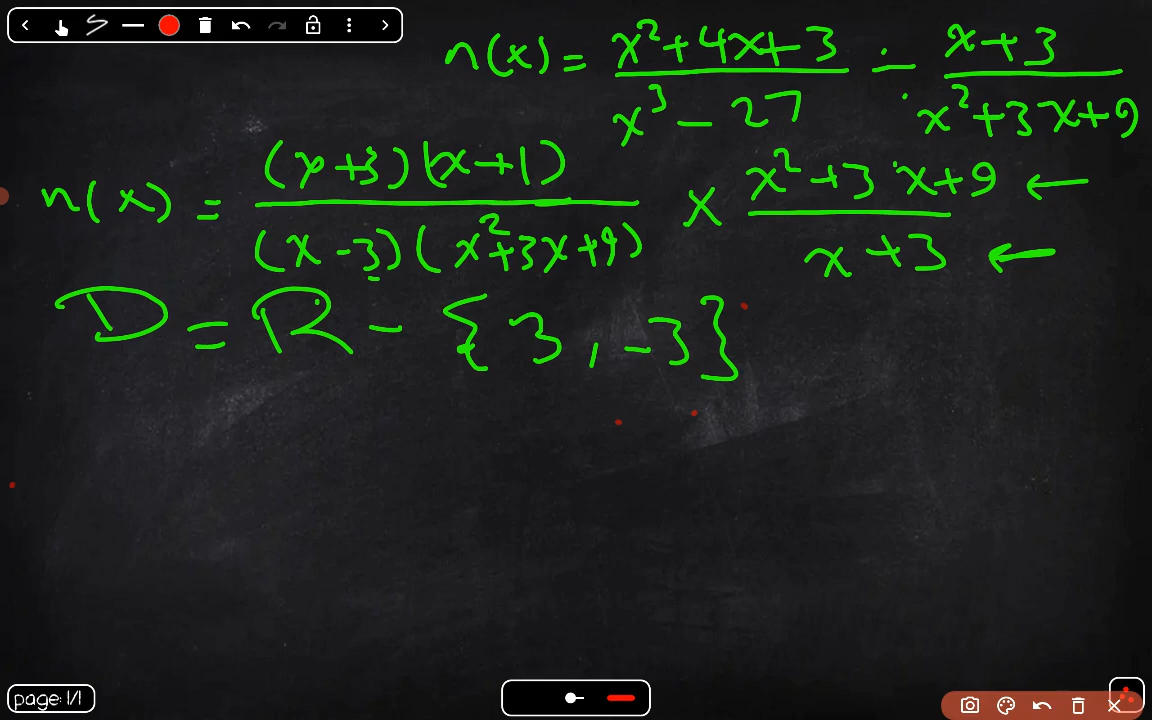 n(x) = (x² + 4x + 3)/(x³ - 27) ÷ (x + 3)/(x² + 3x + 9)
n(x) = ((x + 3)(x + 1))/((x - 3)(x² + 3x + 9)) × (x² + 3x + 9)/(x + 3) ← ←
D = R - {3, -3}
page: 1/1